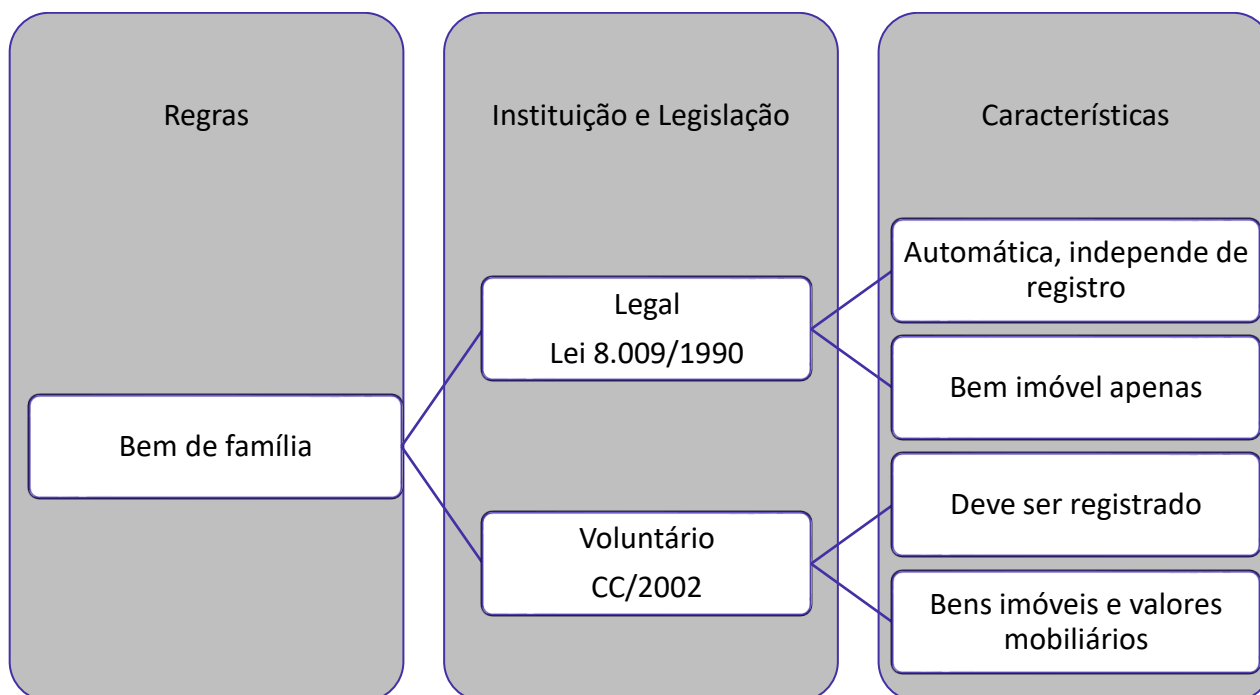 Regras
Instituição e Legislação
Características
Bem de família
Legal
Lei 8.009/1990
Voluntário
CC/2002
Automática, independe de
registro
Bem imóvel apenas
Deve ser registrado
Bens imóveis e valores
mobiliários